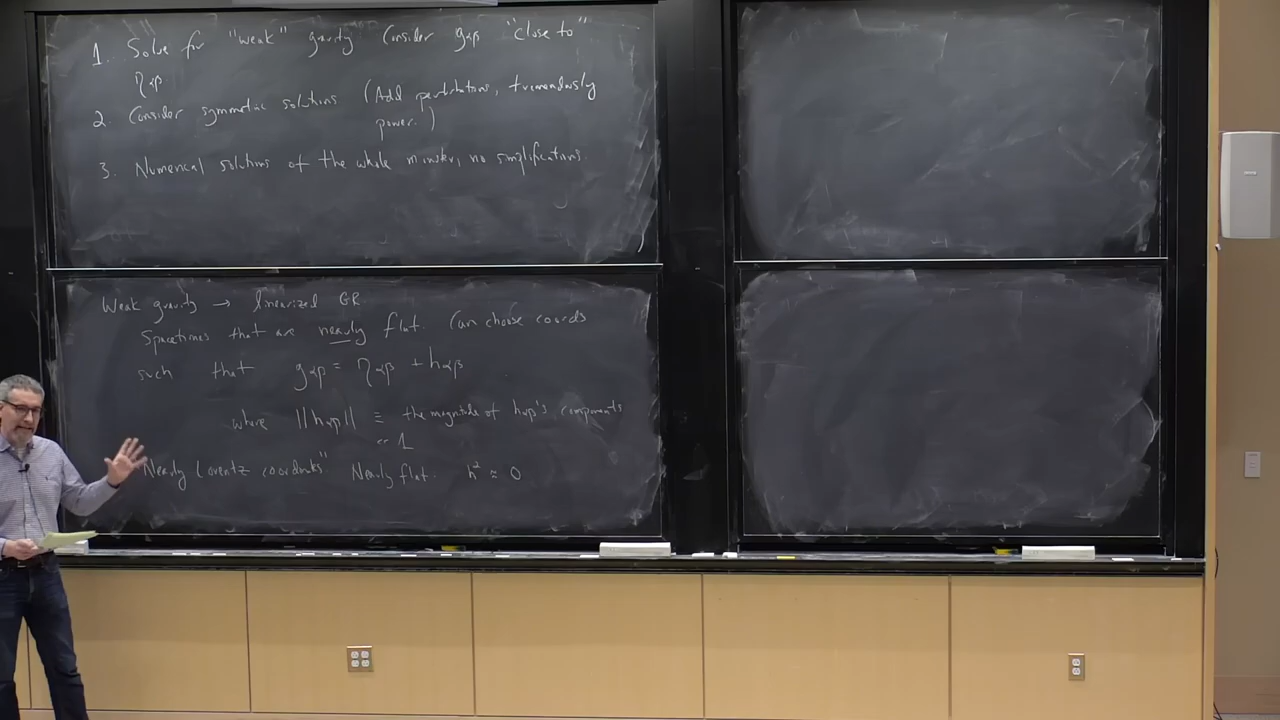 1. Solve for "weak" gravity Consider gαβ "close to"
ηαβ
2. Consider symmetric solutions (Add perturbations, tremendously
power.)
3. Numerical solutions of the whole monster, no simplifications.
Weak gravity → linearized GR.
Spacetimes that are nearly flat. Can choose coords
such that gαβ = ηαβ + hαβ
where ||hαβ|| ≡ the magnitude of hαβ's components
<< 1
"Nearly Lorentz coordinates". Nearly flat. h² ≈ 0